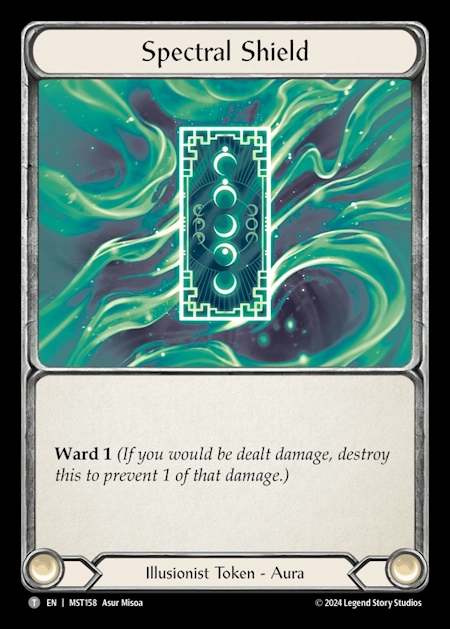 Spectral Shield
Ward 1 (If you would be dealt damage, destroy
this to prevent 1 of that damage.)
Illusionist Token - Aura
T EN | MST158 Asur Misoa © 2024 Legend Story Studios